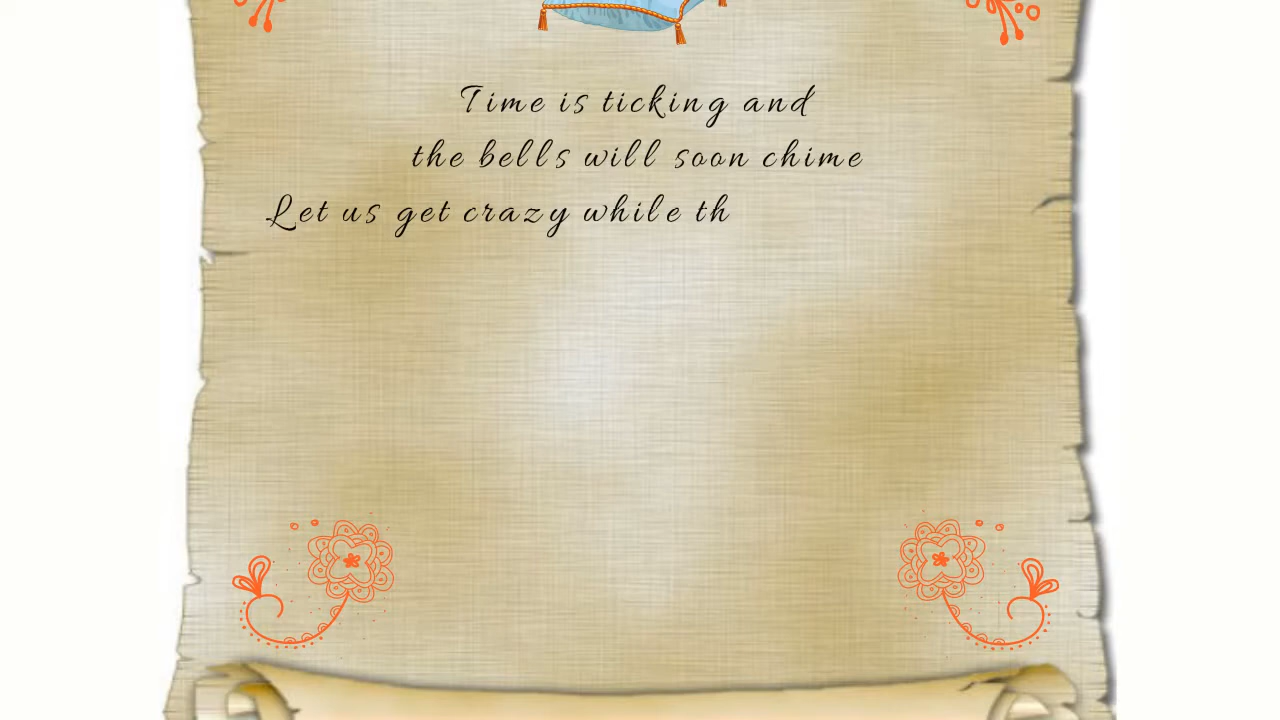 Time is ticking and
the bells will soon chime
Let us get crazy while th